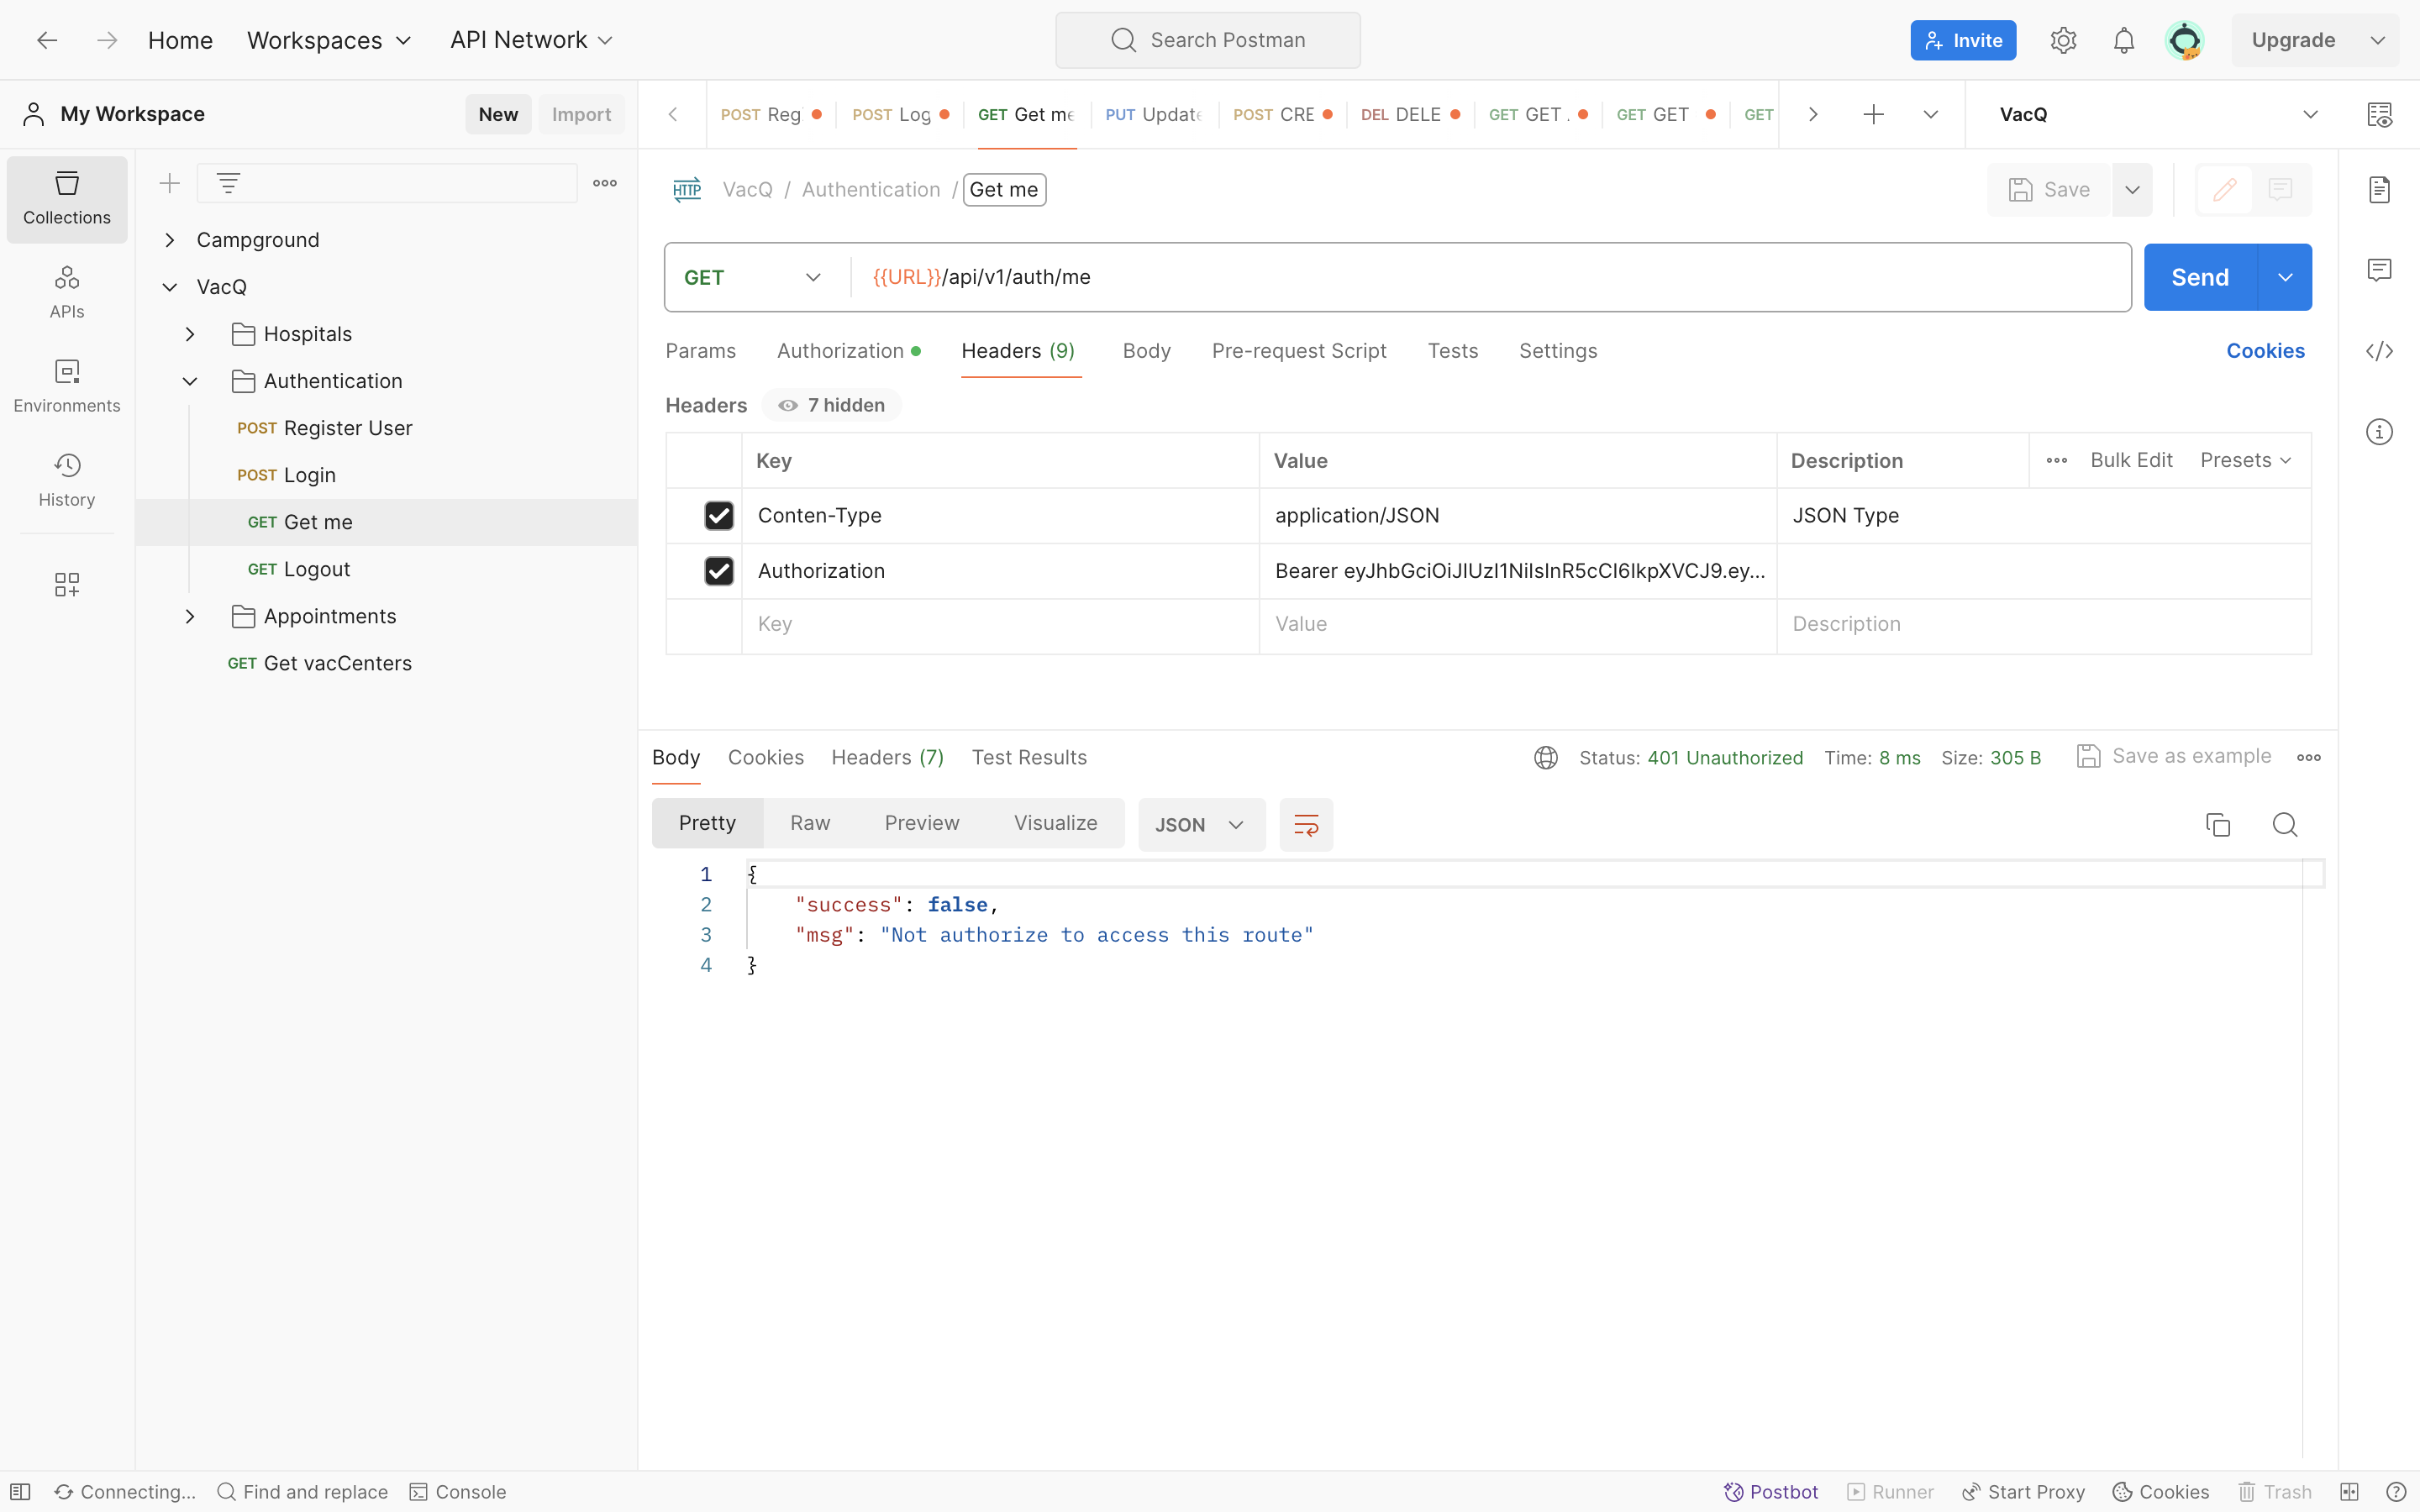 Home
Workspaces
API Network
Search Postman
Invite
Upgrade
My Workspace
New
Import
POST Reg
POST Log
GET Get me
PUT Update
POST CRE
DEL DELE
GET GET .
GET GET
GET
VacQ
Collections
APIs
Environments
History
Campground
VacQ
Hospitals
Authentication
POST Register User
POST Login
GET Get me
GET Logout
Appointments
GET Get vacCenters
HTTP
VacQ / Authentication / Get me
Save
GET
{{URL}}/api/v1/auth/me
Send
Params
Authorization
Headers (9)
Body
Pre-request Script
Tests
Settings
Cookies
Headers
7 hidden
Key
Value
Description
Bulk Edit
Presets
Conten-Type
application/JSON
JSON Type
Authorization
Bearer eyJhbGciOiJIUzI1NiIsInR5cCI6IkpXVCJ9.ey...
Key
Value
Description
Body
Cookies
Headers (7)
Test Results
Status: 401 Unauthorized
Time: 8 ms
Size: 305 B
Save as example
Pretty
Raw
Preview
Visualize
JSON
1 {
2 "success": false,
3 "msg": "Not authorize to access this route"
4 }
Connecting...
Find and replace
Console
Postbot
Runner
Start Proxy
Cookies
Trash